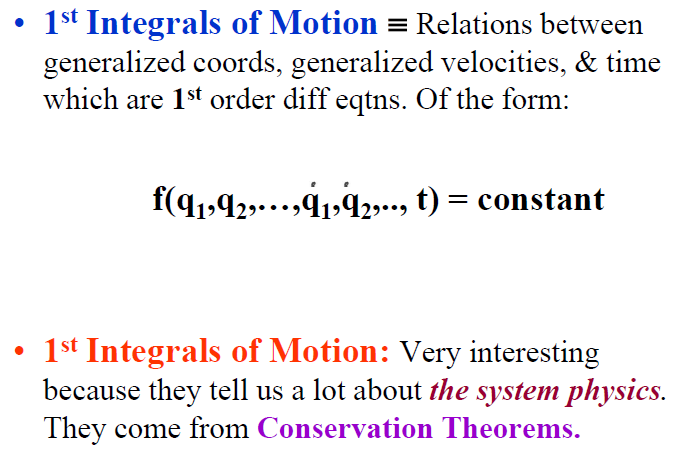 • 1st Integrals of Motion ≡ Relations between
generalized coords, generalized velocities, & time
which are 1st order diff eqtns. Of the form:
f(q₁,q₂,…,q̇₁,q̇₂,.., t) = constant
• 1st Integrals of Motion: Very interesting
because they tell us a lot about the system physics.
They come from Conservation Theorems.